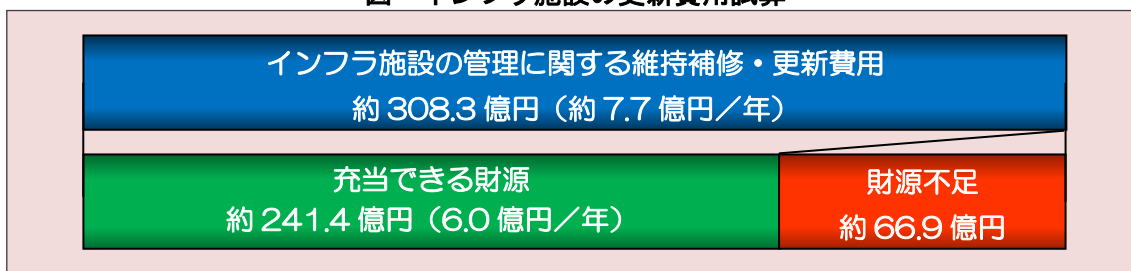 インフラ施設の管理に関する維持補修・更新費用
約 308.3 億円（約 7.7 億円／年）
充当できる財源
約 241.4 億円（6.0 億円／年）
財源不足
約 66.9 億円